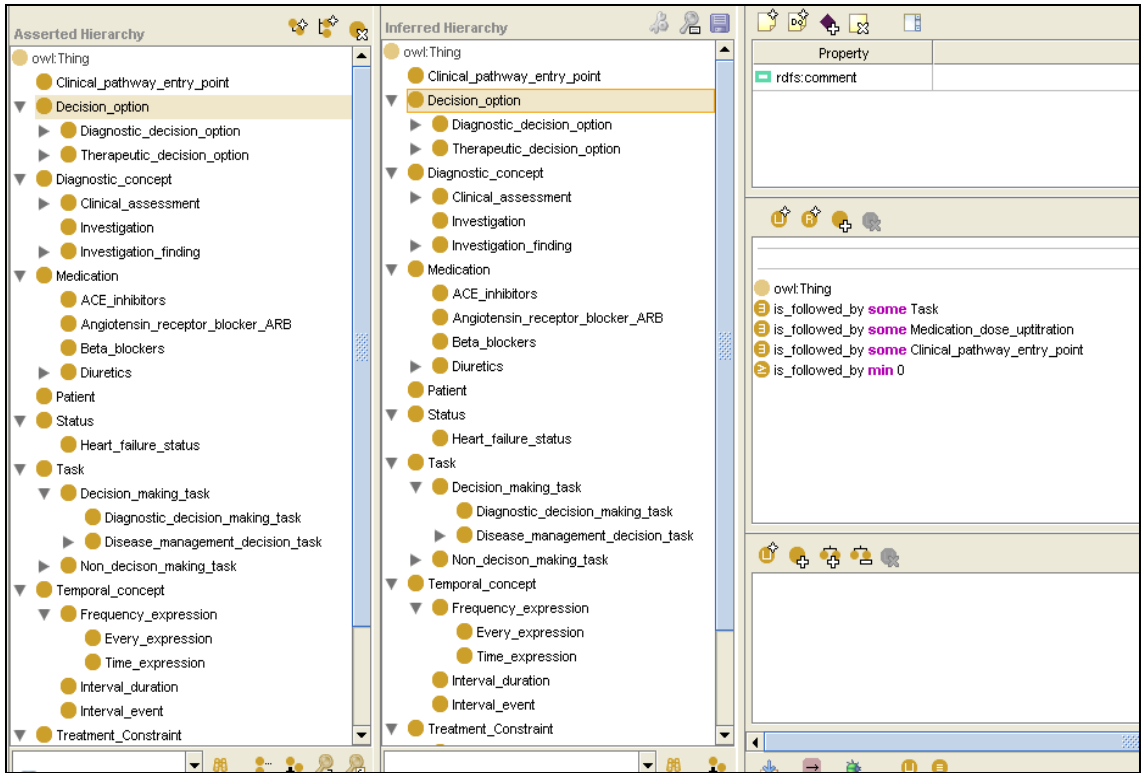 Asserted Hierarchy
owl:Thing
Clinical_pathway_entry_point
Decision_option
Diagnostic_decision_option
Therapeutic_decision_option
Diagnostic_concept
Clinical_assessment
Investigation
Investigation_finding
Medication
ACE_inhibitors
Angiotensin_receptor_blocker_ARB
Beta_blockers
Diuretics
Patient
Status
Heart_failure_status
Task
Decision_making_task
Diagnostic_decision_making_task
Disease_management_decision_task
Non_decison_making_task
Temporal_concept
Frequency_expression
Every_expression
Time_expression
Interval_duration
Interval_event
Treatment_Constraint
Inferred Hierarchy
owl:Thing
Clinical_pathway_entry_point
Decision_option
Diagnostic_decision_option
Therapeutic_decision_option
Diagnostic_concept
Clinical_assessment
Investigation
Investigation_finding
Medication
ACE_inhibitors
Angiotensin_receptor_blocker_ARB
Beta_blockers
Diuretics
Patient
Status
Heart_failure_status
Task
Decision_making_task
Diagnostic_decision_making_task
Disease_management_decision_task
Non_decison_making_task
Temporal_concept
Frequency_expression
Every_expression
Time_expression
Interval_duration
Interval_event
Treatment_Constraint
Property
rdfs:comment
owl:Thing
is_followed_by some Task
is_followed_by some Medication_dose_uptitration
is_followed_by some Clinical_pathway_entry_point
is_followed_by min 0